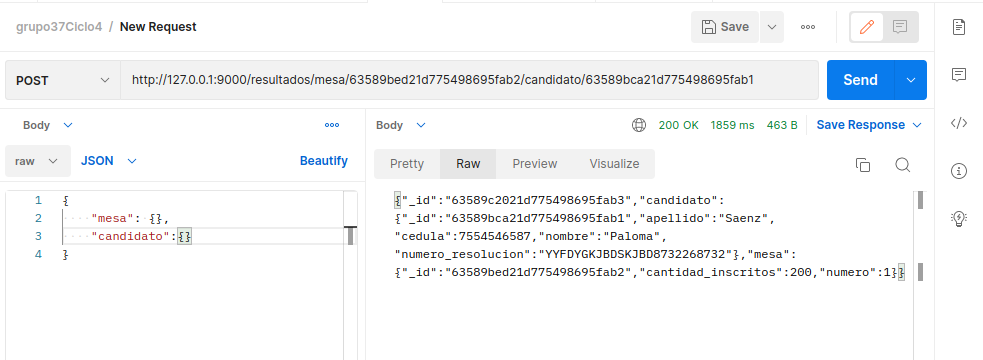 grupo37Ciclo4 / New Request
Save
POST
http://127.0.0.1:9000/resultados/mesa/63589bed21d775498695fab2/candidato/63589bca21d775498695fab1
Send
Body
Body
200 OK 1859 ms 463 B Save Response
raw
JSON
Beautify
Pretty
Raw
Preview
Visualize
1 {
2 "mesa": {},
3 "candidato":{}
4 }
{"_id":"63589c2021d775498695fab3","candidato":
{"_id":"63589bca21d775498695fab1","apellido":"Saenz",
"cedula":7554546587,"nombre":"Paloma",
"numero_resolucion":"YYFDYGKJBDSKJBD8732268732"},"mesa":
{"_id":"63589bed21d775498695fab2","cantidad_inscritos":200,"numero":1}}